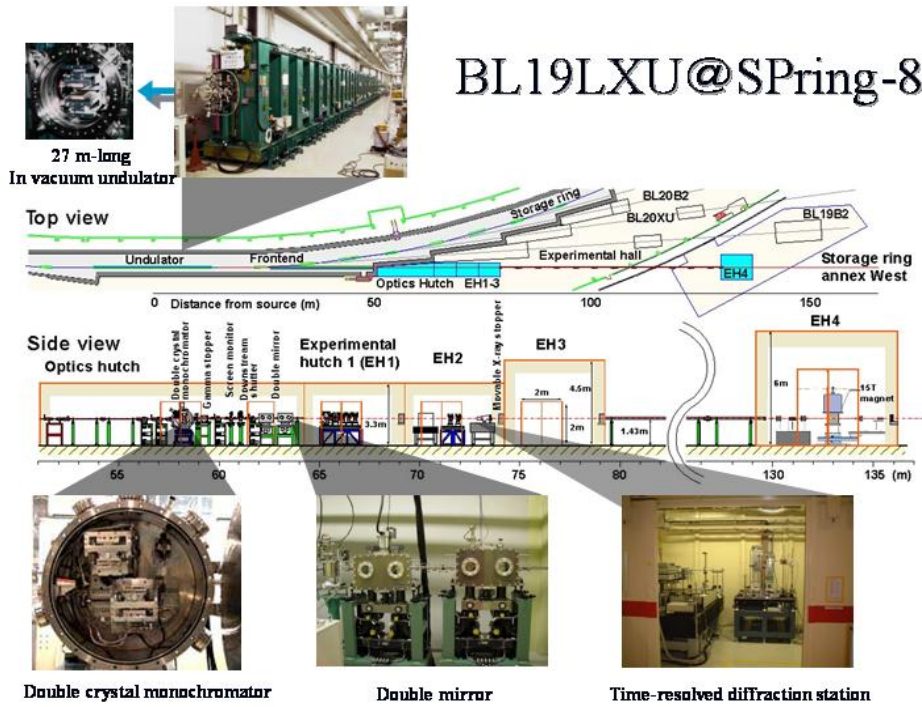 BL19LXU@SPring-8
27 m-long
In vacuum undulator
Top view
Storage ring
BL20B2
BL20XU
BL19B2
Undulator
Frontend
Experimental hall
Optics Hutch
EH1-3
EH4
Storage ring
annex West
0
Distance from source (m)
50
100
150
Side view
Optics hutch
Double crystal
monochromator
Gamma stopper
Screen monitor
Downstream
shutter
Double mirror
Experimental
hutch 1 (EH1)
EH2
Movable X-ray stopper
EH3
EH4
3.3m
2m
4.5m
2m
1.43m
6m
15T
magnet
55
60
65
70
75
80
130
135
(m)
Double crystal monochromator
Double mirror
Time-resolved diffraction station